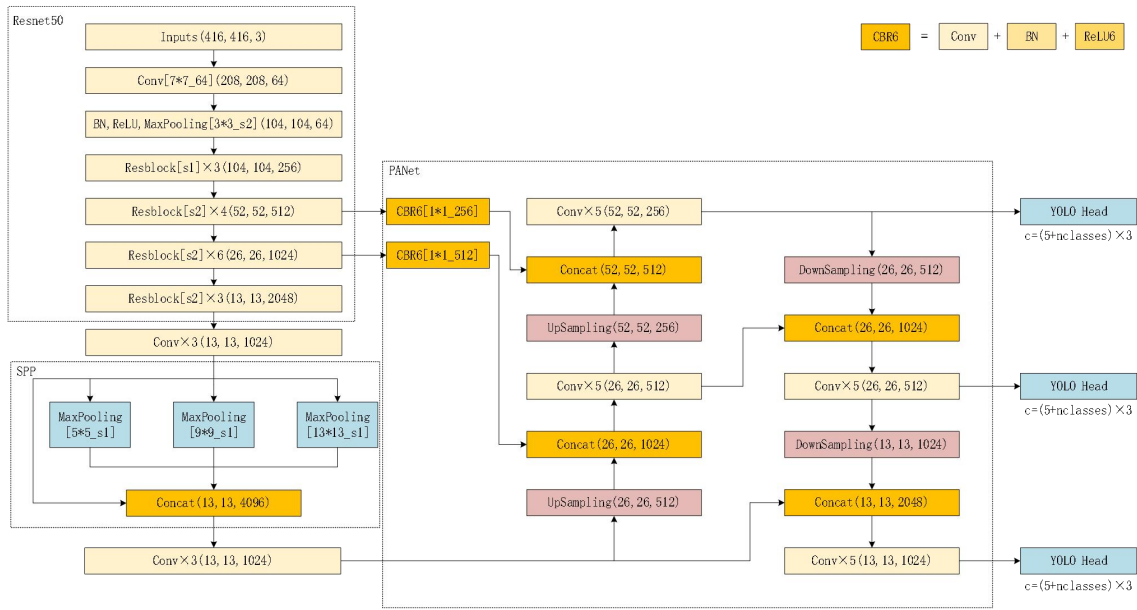 Resnet50
Inputs(416, 416, 3)
Conv[7*7_64](208, 208, 64)
BN, ReLU, MaxPooling[3*3_s2](104, 104, 64)
Resblock[s1]×3(104, 104, 256)
Resblock[s2]×4(52, 52, 512)
Resblock[s2]×6(26, 26, 1024)
Resblock[s2]×3(13, 13, 2048)
Conv×3(13, 13, 1024)
SPP
MaxPooling
[5*5_s1]
MaxPooling
[9*9_s1]
MaxPooling
[13*13_s1]
Concat(13, 13, 4096)
Conv×3(13, 13, 1024)
PANet
CBR6[1*1_256]
CBR6[1*1_512]
Conv×5(52, 52, 256)
Concat(52, 52, 512)
UpSampling(52, 52, 256)
Conv×5(26, 26, 512)
Concat(26, 26, 1024)
UpSampling(26, 26, 512)
DownSampling(26, 26, 512)
Concat(26, 26, 1024)
Conv×5(26, 26, 512)
DownSampling(13, 13, 1024)
Concat(13, 13, 2048)
Conv×5(13, 13, 1024)
CBR6 = Conv + BN + ReLU6
YOLO Head
c=(5+nclasses)×3
YOLO Head
c=(5+nclasses)×3
YOLO Head
c=(5+nclasses)×3